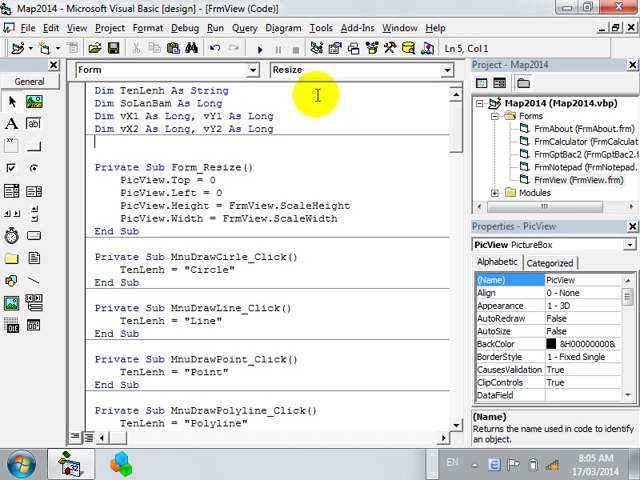 Map2014 - Microsoft Visual Basic [design] - [FrmView (Code)]
File Edit View Project Format Debug Run Query Diagram Tools Add-Ins Window Help
Ln 5, Col 1
General
Form
Resize
Dim TenLenh As String
Dim SoLanBam As Long
Dim vX1 As Long, vY1 As Long
Dim vX2 As Long, vY2 As Long
Private Sub Form_Resize()
PicView.Top = 0
PicView.Left = 0
PicView.Height = FrmView.ScaleHeight
PicView.Width = FrmView.ScaleWidth
End Sub
Private Sub MnuDrawCirle_Click()
TenLenh = "Circle"
End Sub
Private Sub MnuDrawLine_Click()
TenLenh = "Line"
End Sub
Private Sub MnuDrawPoint_Click()
TenLenh = "Point"
End Sub
Private Sub MnuDrawPolyline_Click()
TenLenh = "Polyline"
Project - Map2014
Map2014 (Map2014.vbp)
Forms
FrmAbout (FrmAbout.frm)
FrmCalculator (FrmCalculat
FrmGptBac2 (FrmGptBac2.
FrmNotepad (FrmNotepad.
FrmView (FrmView.frm)
Modules
Properties - PicView
PicView PictureBox
Alphabetic Categorized
(Name) PicView
Align 0 - None
Appearance 1 - 3D
AutoRedraw False
AutoSize False
BackColor &H00000000&
BorderStyle 1 - Fixed Single
CausesValidation True
ClipControls True
DataField
(Name)
Returns the name used in code to identify
an object.
EN
8:05 AM
17/03/2014